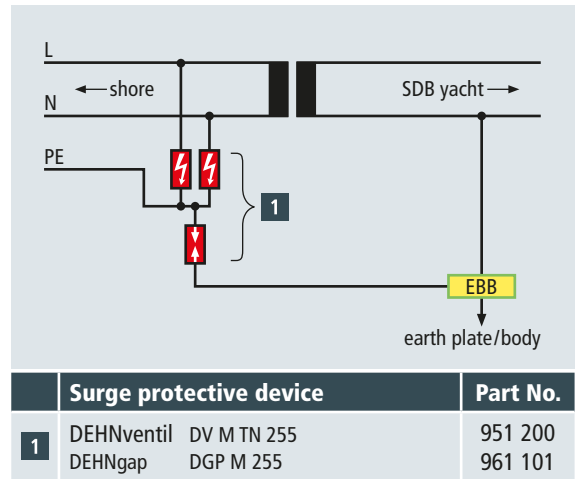 L
← shore
SDB yacht →
N
PE
1
EBB
earth plate/body
Surge protective device Part No.
1 DEHNventil DV M TN 255 951 200
DEHNgap DGP M 255 961 101